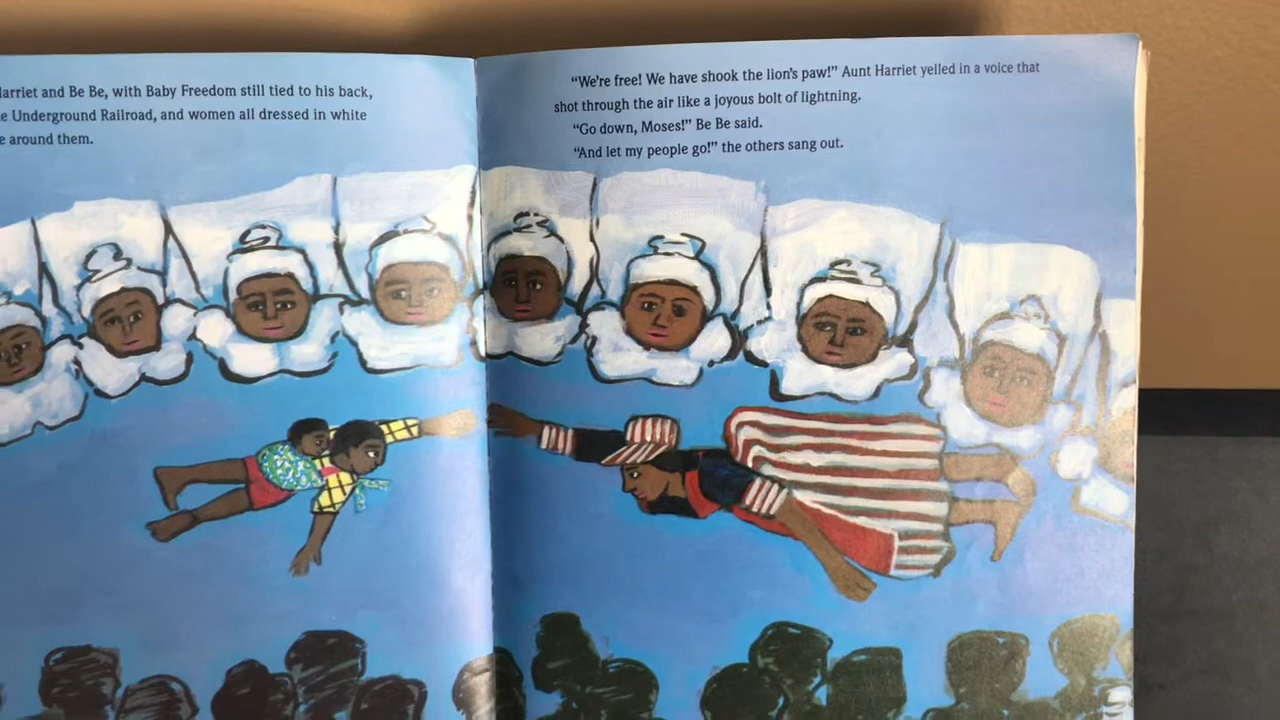 Harriet and Be Be, with Baby Freedom still tied to his back,
e Underground Railroad, and women all dressed in white
e around them.
“We’re free! We have shook the lion’s paw!” Aunt Harriet yelled in a voice that
shot through the air like a joyous bolt of lightning.
“Go down, Moses!” Be Be said.
“And let my people go!” the others sang out.